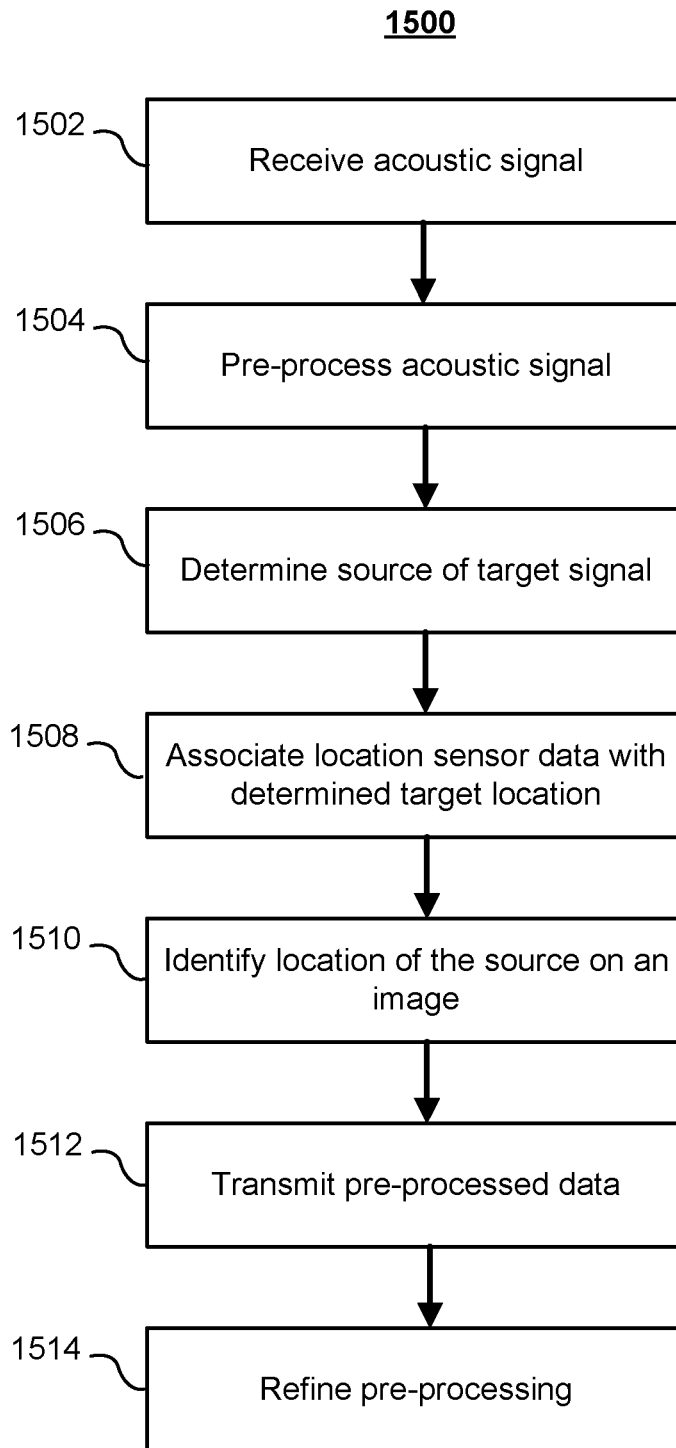 1500
1502
Receive acoustic signal
1504
Pre-process acoustic signal
1506
Determine source of target signal
1508
Associate location sensor data with
determined target location
1510
Identify location of the source on an
image
1512
Transmit pre-processed data
1514
Refine pre-processing